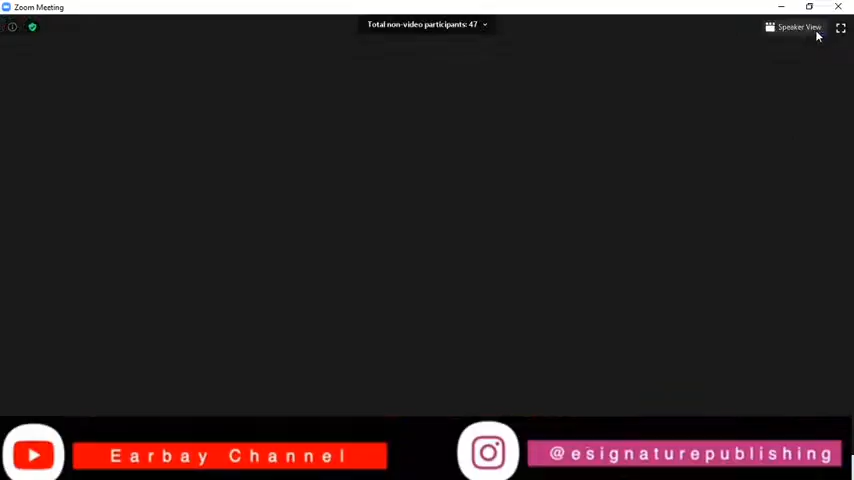 Zoom Meeting
Total non-video participants: 47
Speaker View
Earbay Channel
@esignaturepublishing